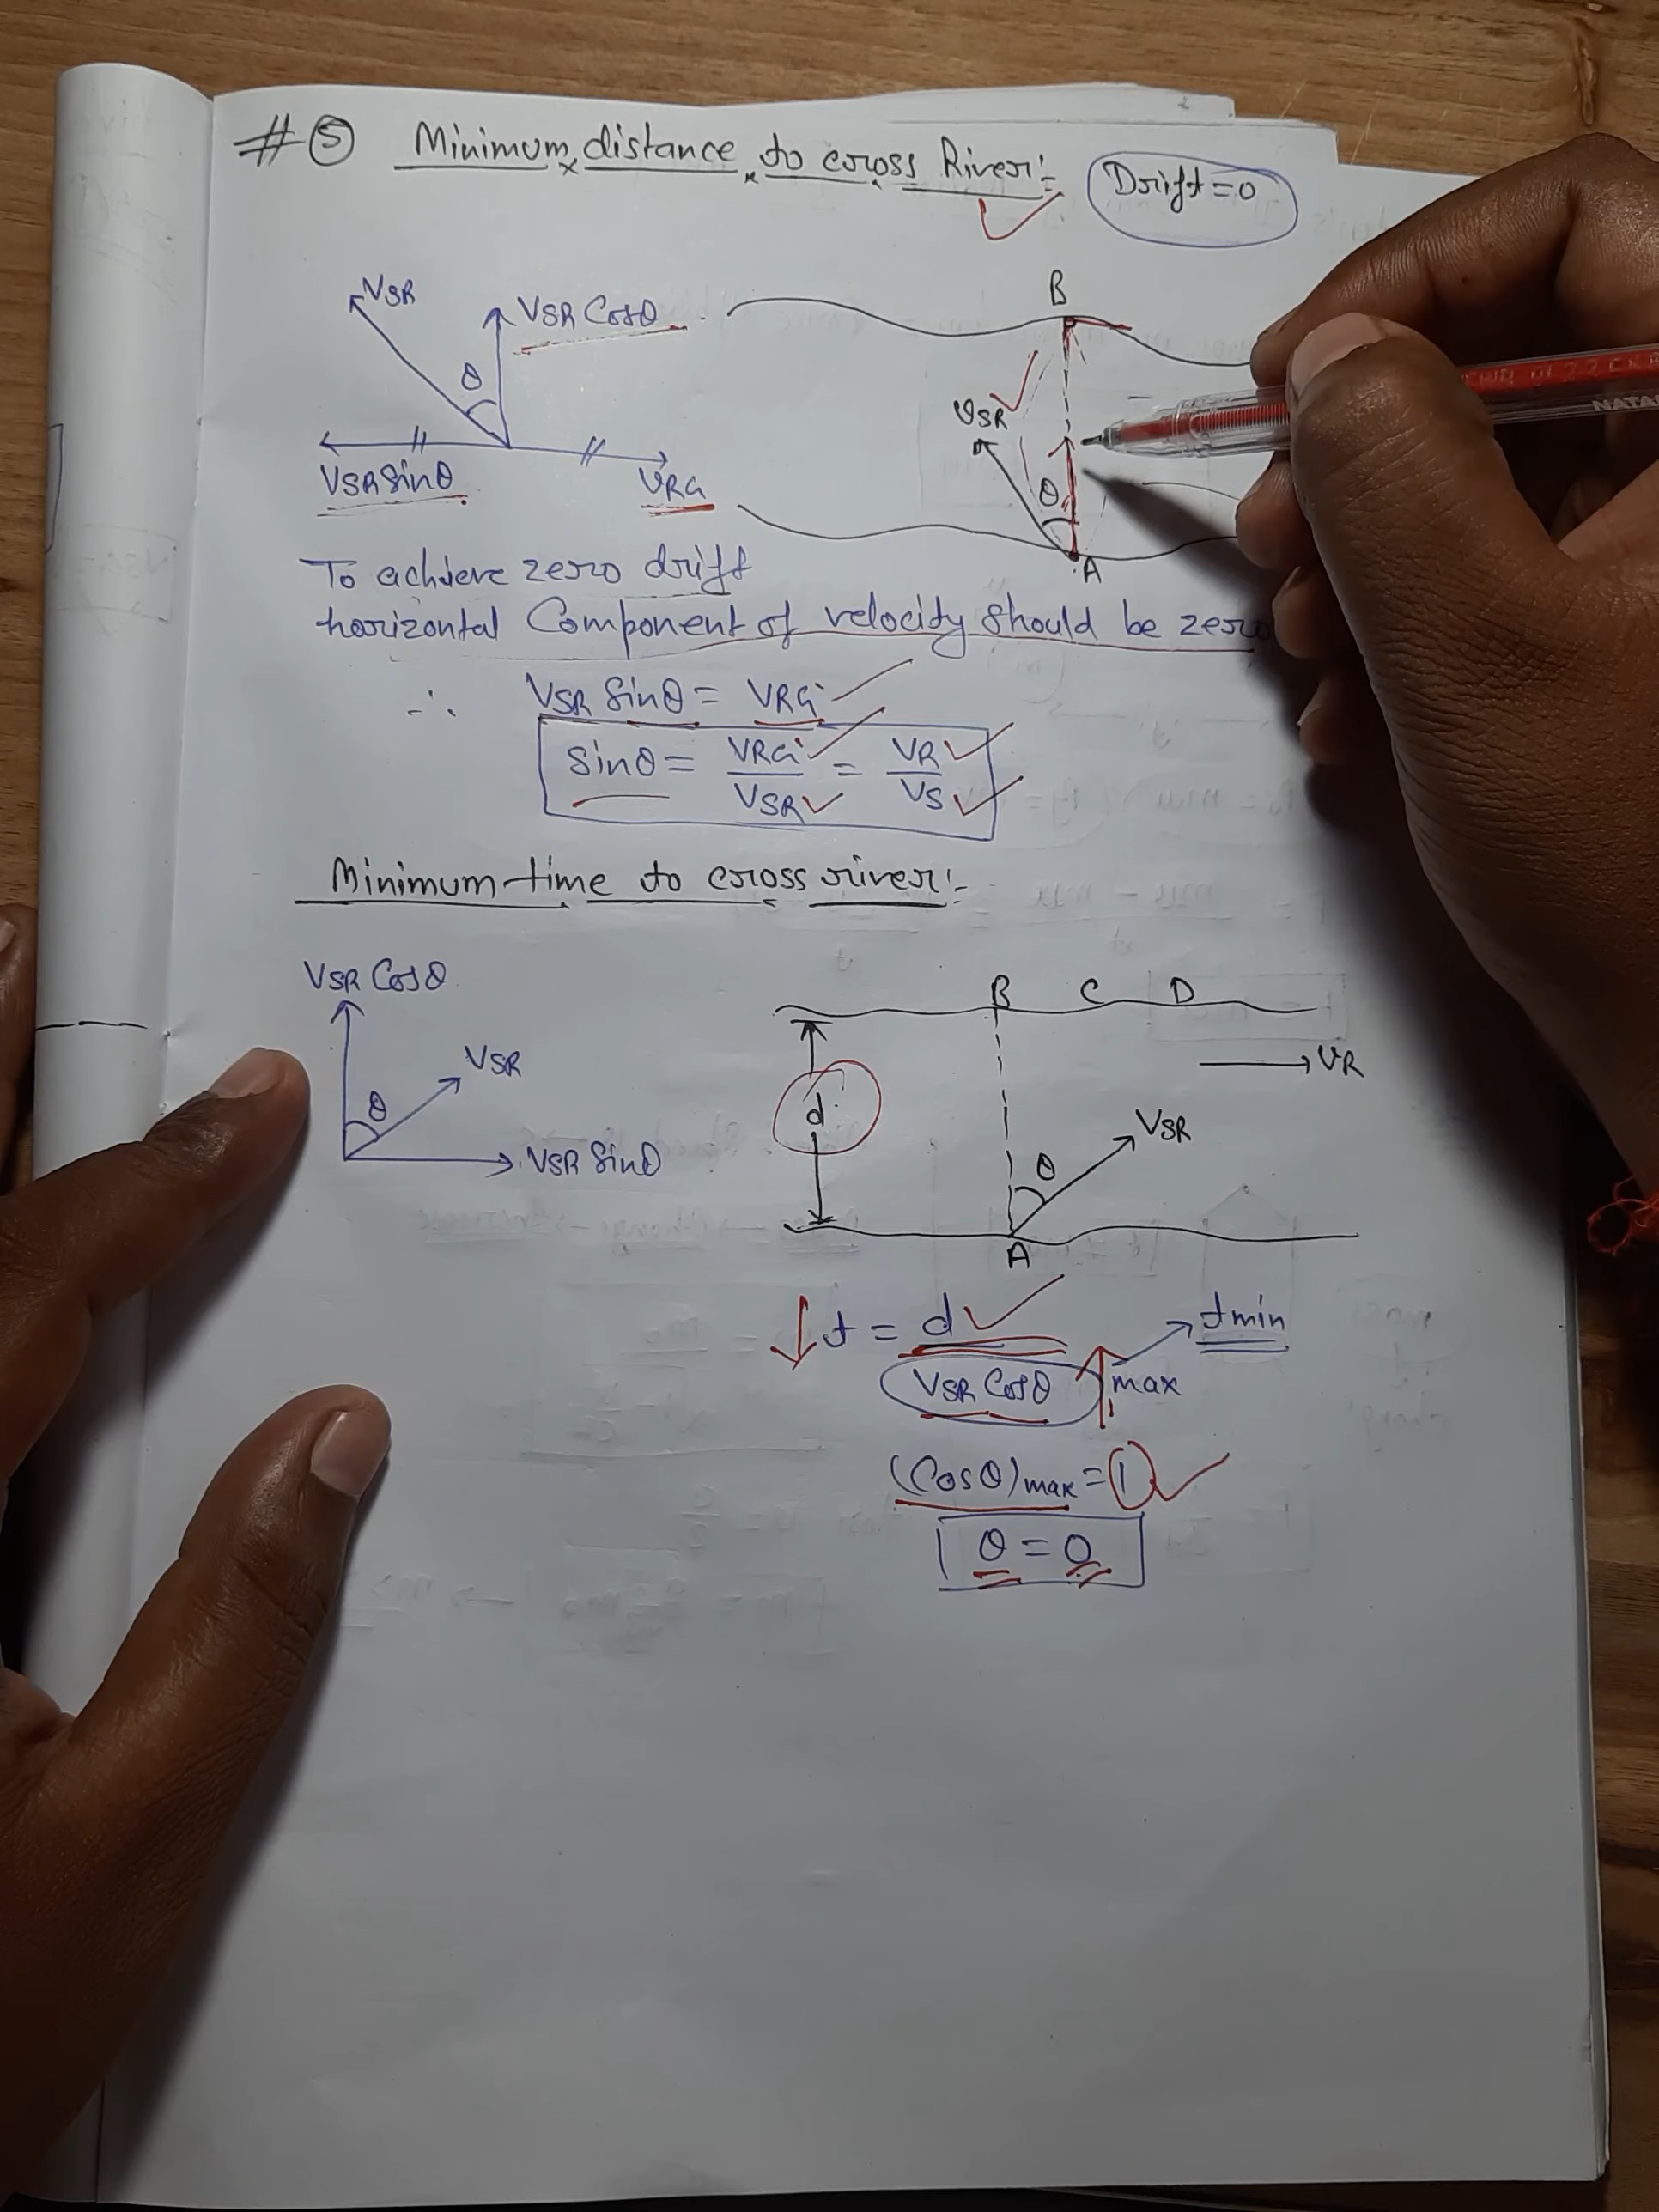 # 5 Minimum distance to cross River:- Drift = 0
VSR
VSR Cosθ
θ
VSR Sinθ
VRG
B
VSR
θ
A
To achieve zero drift
horizontal Component of velocity should be zero
∴ VSR Sinθ = VRG
Sinθ = VRG/VSR = VR/VS
Minimum time to cross river:-
VSR Cosθ
VSR
θ
VSR Sinθ
B C D
VR
d
VSR
θ
A
↓ t = d / VSR Cosθ ↑ max → tmin
(Cosθ)max = 1
θ = 0
NATA